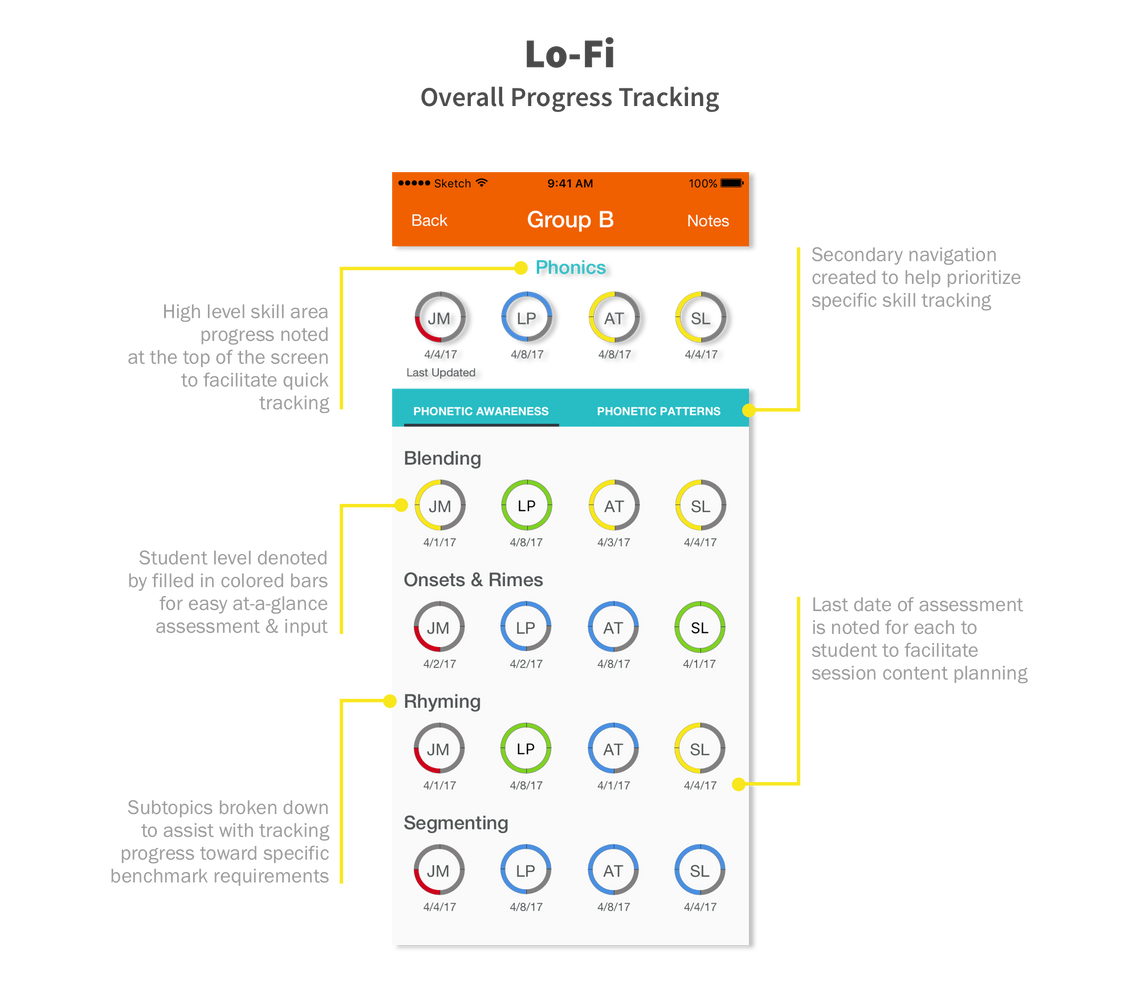 Lo-Fi
Overall Progress Tracking
Sketch 9:41 AM 100%
Back Group B Notes
Phonics
JM LP AT SL
4/4/17 4/8/17 4/8/17 4/4/17
Last Updated
PHONETIC AWARENESS PHONETIC PATTERNS
Blending
JM LP AT SL
4/1/17 4/8/17 4/3/17 4/4/17
Onsets & Rimes
JM LP AT SL
4/2/17 4/2/17 4/8/17 4/1/17
Rhyming
JM LP AT SL
4/1/17 4/8/17 4/1/17 4/4/17
Segmenting
JM LP AT SL
4/4/17 4/8/17 4/8/17 4/4/17
High level skill area
progress noted
at the top of the screen
to facilitate quick
tracking
Student level denoted
by filled in colored bars
for easy at-a-glance
assessment & input
Subtopics broken down
to assist with tracking
progress toward specific
benchmark requirements
Secondary navigation
created to help prioritize
specific skill tracking
Last date of assessment
is noted for each to
student to facilitate
session content planning